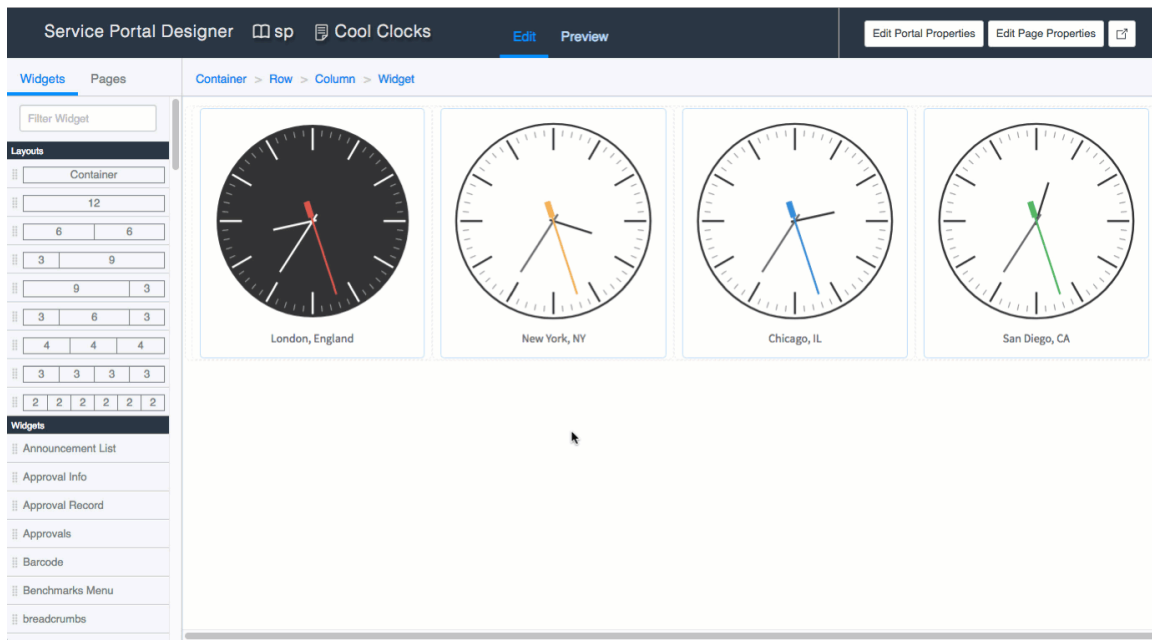 Service Portal Designer sp Cool Clocks Edit Preview Edit Portal Properties Edit Page Properties
Widgets Pages Container > Row > Column > Widget
Filter Widget
Layouts
Container
12
6 6
3 9
9 3
3 6 3
4 4 4
3 3 3 3
2 2 2 2 2 2
London, England New York, NY Chicago, IL San Diego, CA
Widgets
Announcement List
Approval Info
Approval Record
Approvals
Barcode
Benchmarks Menu
breadcrumbs